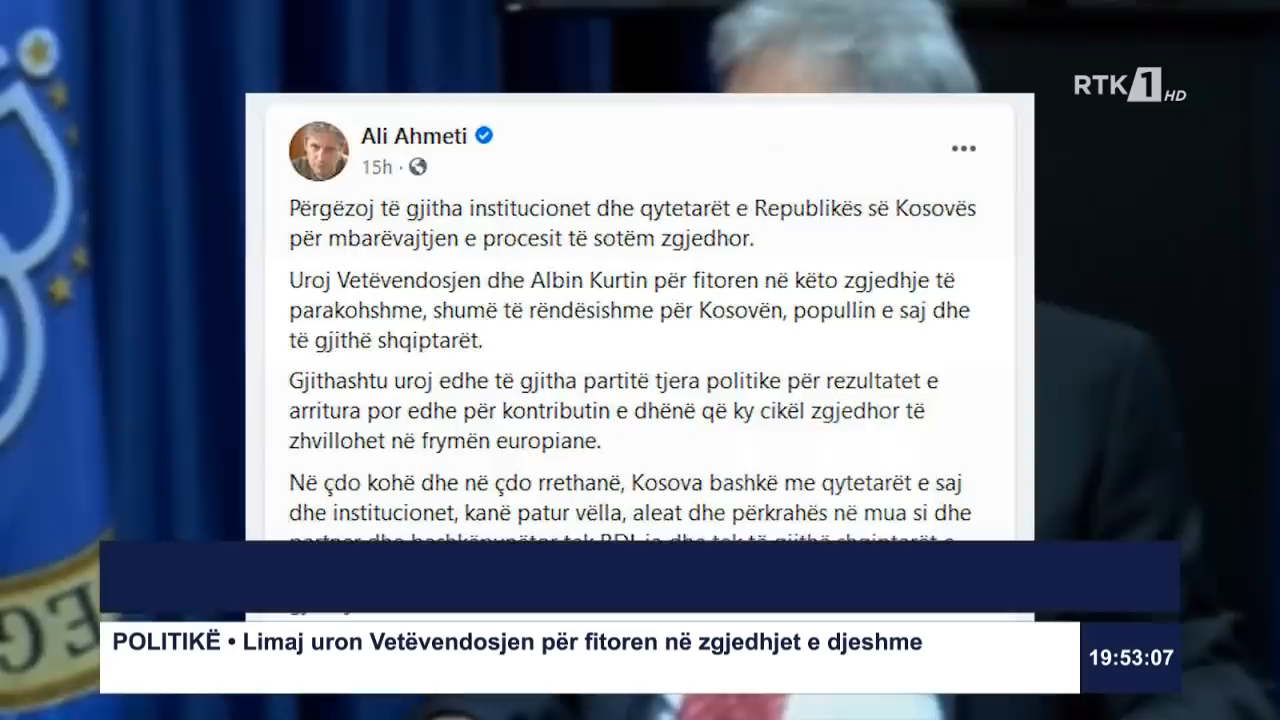 RTK 1 HD
Ali Ahmeti
15h ·
Përgëzoj të gjitha institucionet dhe qytetarët e Republikës së Kosovës
për mbarëvajtjen e procesit të sotëm zgjedhor.
Uroj Vetëvendosjen dhe Albin Kurtin për fitoren në këto zgjedhje të
parakohshme, shumë të rëndësishme për Kosovën, popullin e saj dhe
të gjithë shqiptarët.
Gjithashtu uroj edhe të gjitha partitë tjera politike për rezultatet e
arritura por edhe për kontributin e dhënë që ky cikël zgjedhor të
zhvillohet në frymën europiane.
Në çdo kohë dhe në çdo rrethanë, Kosova bashkë me qytetarët e saj
dhe institucionet, kanë patur vëlla, aleat dhe përkrahës në mua si dhe
POLITIKË • Limaj uron Vetëvendosjen për fitoren në zgjedhjet e djeshme
19:53:07